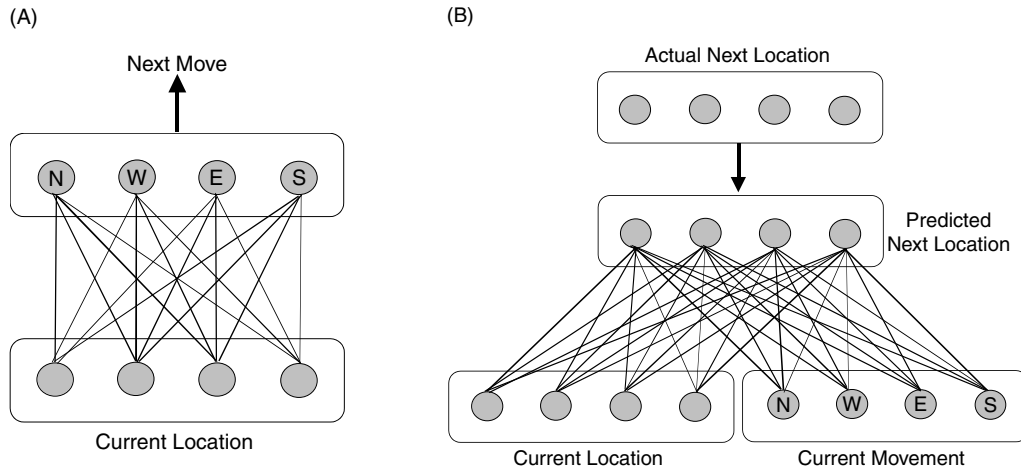 (A)
Next Move
N W E S
Current Location
(B)
Actual Next Location
Predicted
Next Location
N W E S
Current Location Current Movement